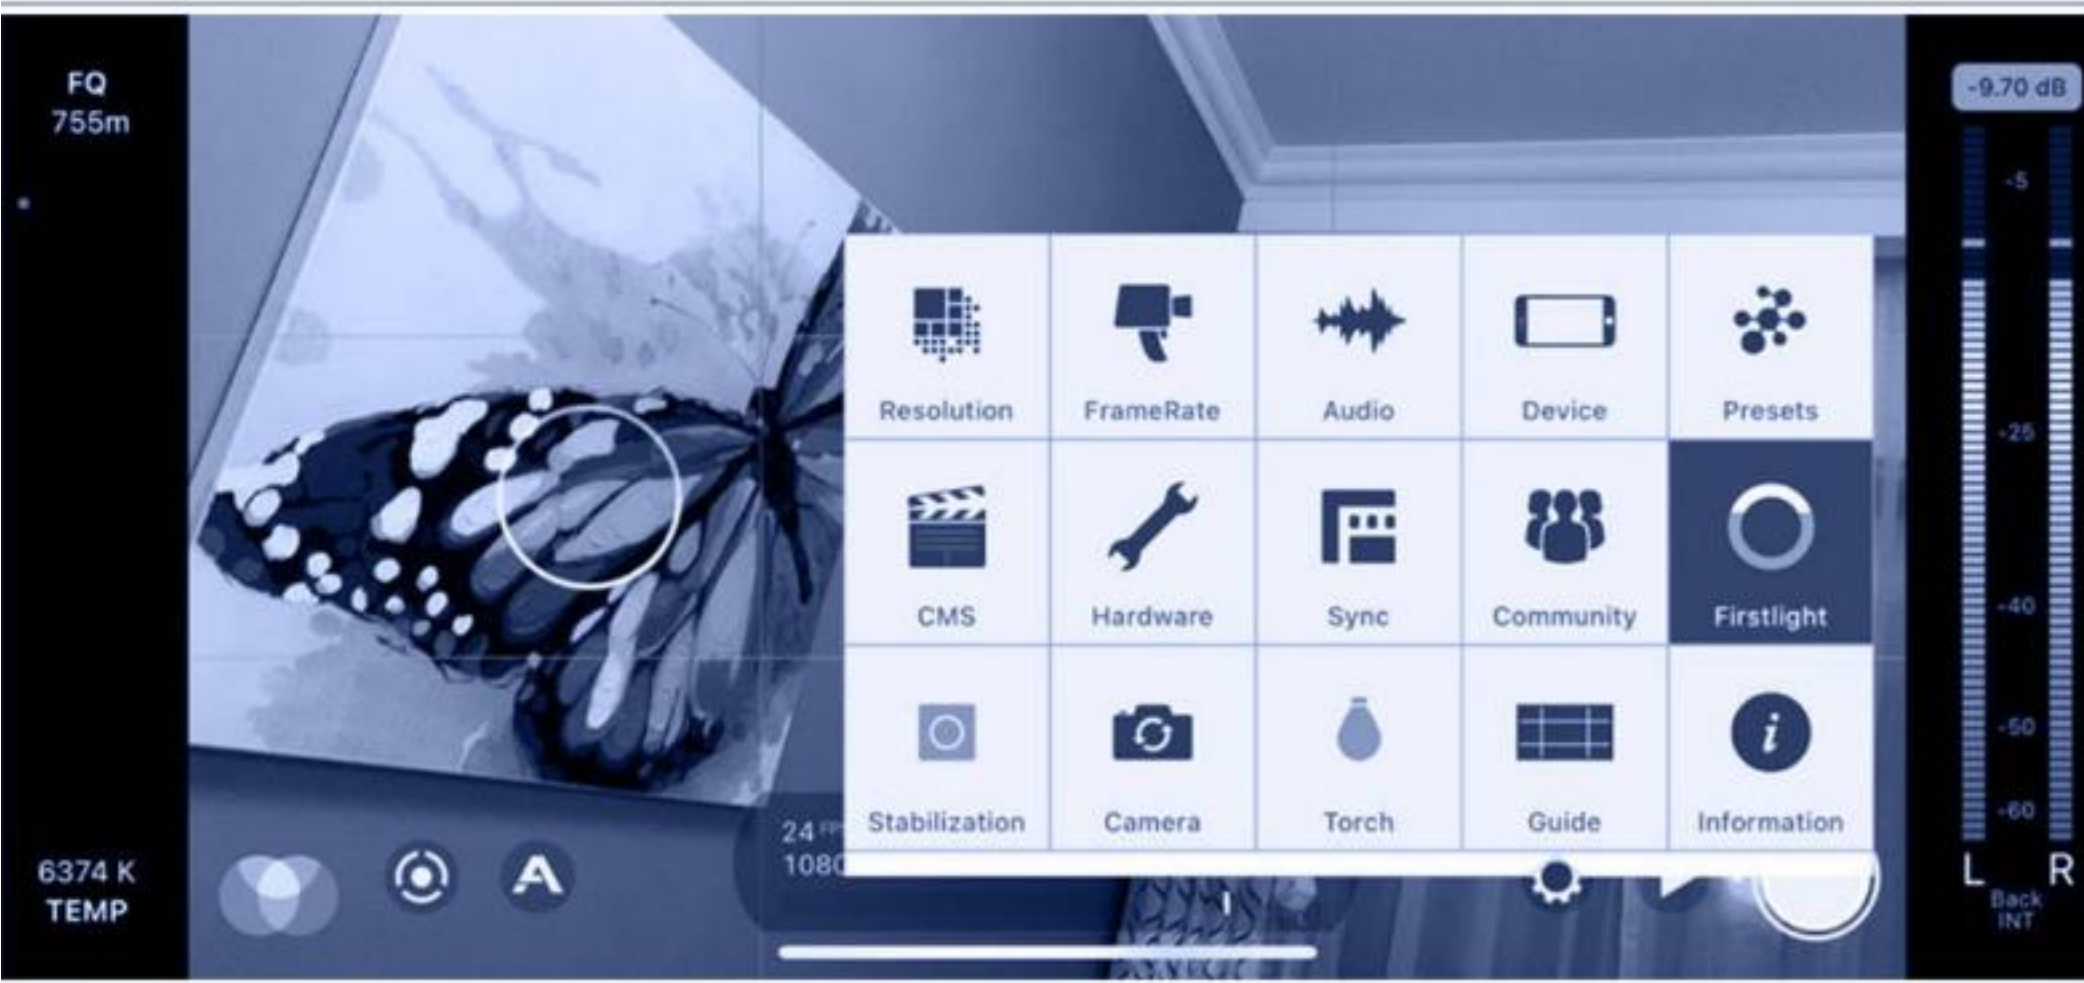 FQ
755m
-9.70 dB
-5
-25
-40
-50
-60
L
R
Back
INT
Resolution
FrameRate
Audio
Device
Presets
CMS
Hardware
Sync
Community
Firstlight
Stabilization
Camera
Torch
Guide
Information
24
1080
6374 K
TEMP